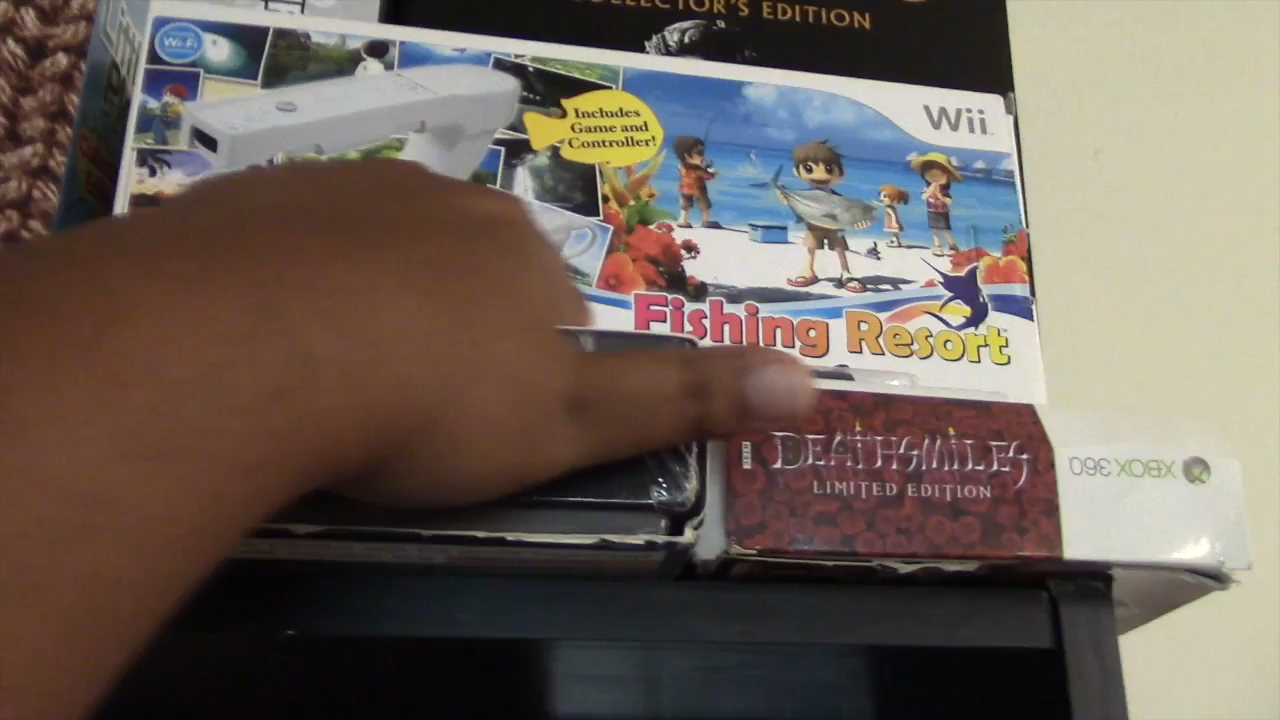 COLLECTOR'S EDITION
Wi-Fi
Includes
Game and
Controller!
Wii
Fishing Resort
DEATHSMILES
LIMITED EDITION
XBOX 360